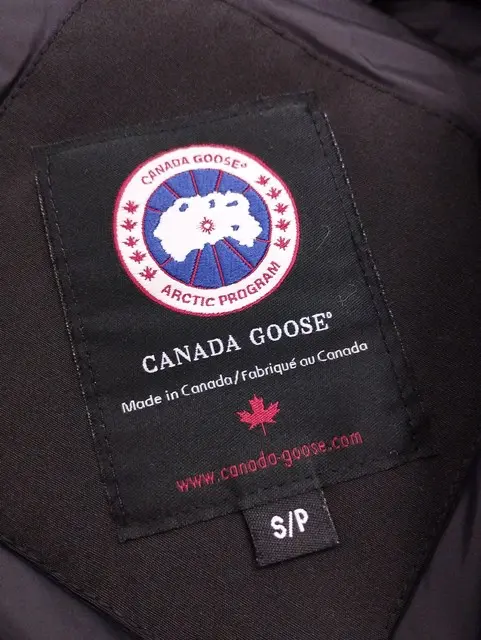 CANADA GOOSE®
ARCTIC PROGRAM
CANADA GOOSE®
Made in Canada/Fabriqué au Canada
www.canada-goose.com
S/P